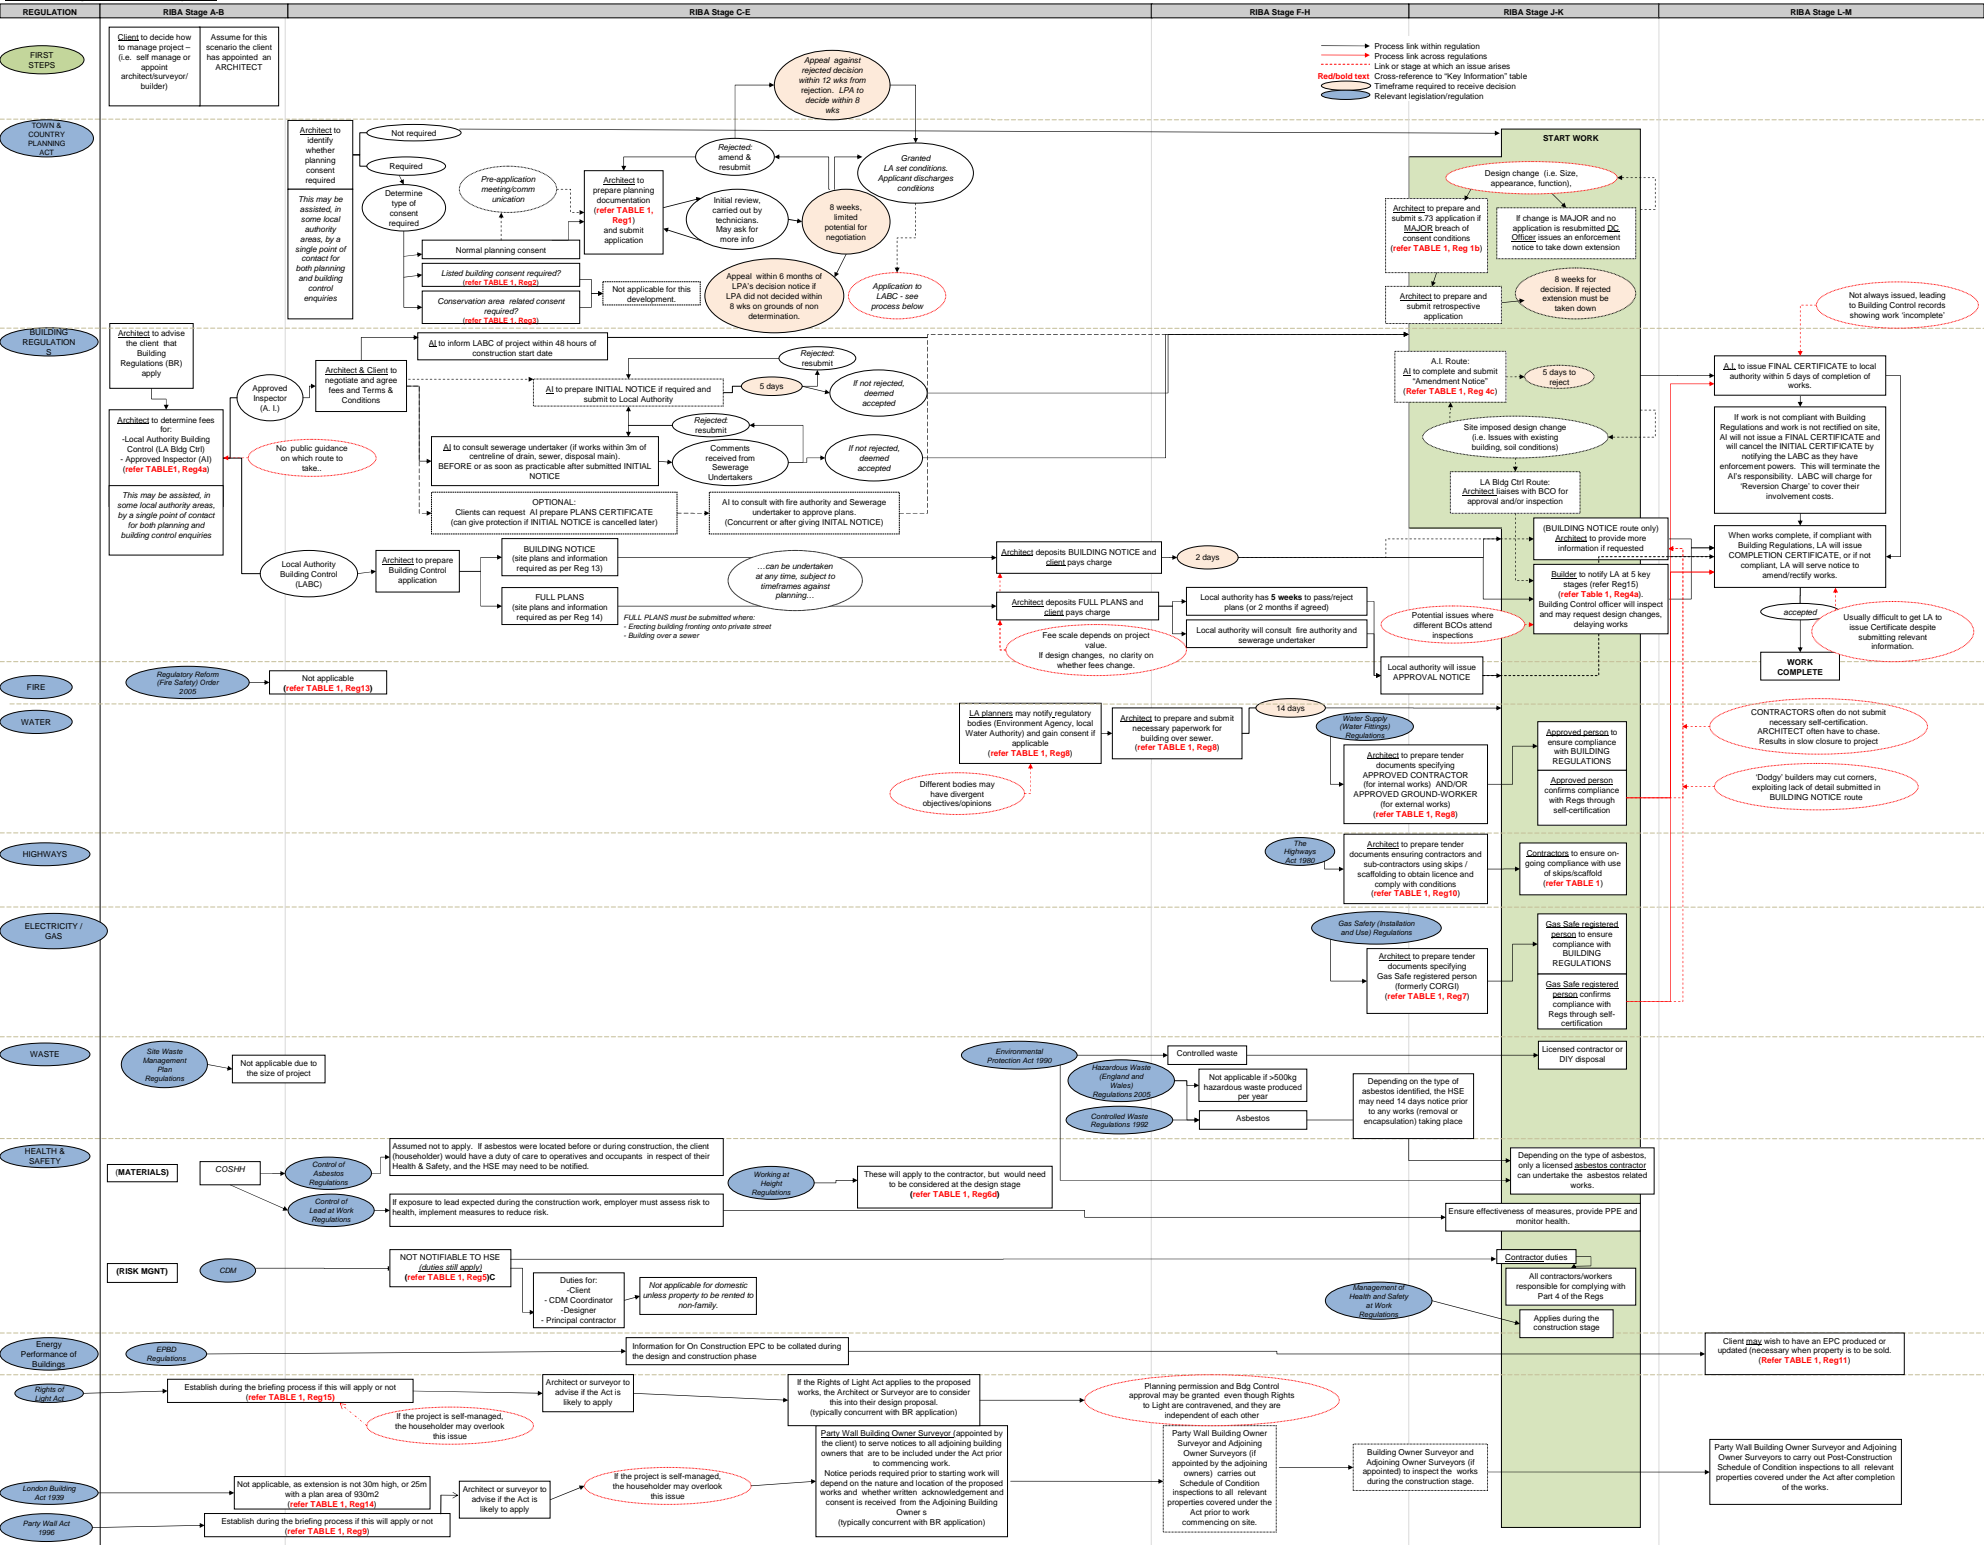 REGULATION
RIBA Stage A-B
RIBA Stage C-E
RIBA Stage F-H
RIBA Stage J-K
RIBA Stage L-M
FIRST
STEPS
Client to decide how
to manage project –
(i.e. self manage or
appoint
architect/surveyor/
builder)
Assume for this
scenario the client
has appointed an
ARCHITECT
Appeal against
rejected decision
within 12 wks from
rejection. LPA to
decide within 8
wks
Process link within regulation
Process link across regulations
Link or stage at which an issue arises
Red/bold text Cross-reference to "Key Information" table
Timeframe required to receive decision
Relevant legislation/regulation
TOWN &
COUNTRY
PLANNING
ACT
Architect to
identify
whether
planning
consent
required
This may be
assisted, in
some local
authority
areas, by a
single point of
contact for
both planning
and building
control
enquiries
Not required
Required
Determine
type of
consent
required
Pre-application
meeting/comm
unication
Normal planning consent
Listed building consent required?
(refer TABLE 1, Reg2)
Conservation area related consent
required?
(refer TABLE 1, Reg3)
Not applicable for this
development.
Architect to
prepare planning
documentation
(refer TABLE 1,
Reg1)
and submit
application
Rejected:
amend &
resubmit
Initial review,
carried out by
technicians.
May ask for
more info
8 weeks,
limited
potential for
negotiation
Granted
LA set conditions.
Applicant discharges
conditions
Appeal within 6 months of
LPA's decision notice if
LPA did not decided within
8 wks on grounds of non
determination.
Application to
LABC - see
process below
START WORK
Design change (i.e. Size,
appearance, function),
Architect to prepare and
submit s.73 application if
MAJOR breach of
consent conditions
(refer TABLE 1, Reg 1b)
If change is MAJOR and no
application is resubmitted DC
Officer issues an enforcement
notice to take down extension
Architect to prepare and
submit retrospective
application
8 weeks for
decision. If rejected
extension must be
taken down
Not always issued, leading
to Building Control records
showing work 'incomplete'
BUILDING
REGULATION
S
Architect to advise
the client that
Building
Regulations (BR)
apply
Architect to determine fees
for:
-Local Authority Building
Control (LA Bldg Ctrl)
- Approved Inspector (AI)
(refer TABLE1, Reg4a)
This may be assisted, in
some local authority areas,
by a single point of contact
for both planning and
building control enquiries
Approved
Inspector
(A. I.)
No public guidance
on which route to
take..
Architect & Client to
negotiate and agree
fees and Terms &
Conditions
AI to inform LABC of project within 48 hours of
construction start date
AI to prepare INITIAL NOTICE if required and
submit to Local Authority
5 days
Rejected:
resubmit
If not rejected,
deemed
accepted
AI to consult sewerage undertaker (if works within 3m of
centreline of drain, sewer, disposal main).
BEFORE or as soon as practicable after submitted INITIAL
NOTICE
Rejected:
resubmit
Comments
received from
Sewerage
Undertakers
If not rejected,
deemed
accepted
OPTIONAL:
Clients can request AI prepare PLANS CERTIFICATE
(can give protection if INITIAL NOTICE is cancelled later)
AI to consult with fire authority and Sewerage
undertaker to approve plans.
(Concurrent or after giving INITAL NOTICE)
Local Authority
Building Control
(LABC)
Architect to prepare
Building Control
application
BUILDING NOTICE
(site plans and information
required as per Reg 13)
FULL PLANS
(site plans and information
required as per Reg 14)
FULL PLANS must be submitted where:
- Erecting building fronting onto private street
- Building over a sewer
…can be undertaken
at any time, subject to
timeframes against
planning…
Architect deposits BUILDING NOTICE and
client pays charge
Architect deposits FULL PLANS and
client pays charge
Fee scale depends on project
value.
If design changes, no clarity on
whether fees change.
2 days
Local authority has 5 weeks to pass/reject
plans (or 2 months if agreed)
Local authority will consult fire authority and
sewerage undertaker
Local authority will issue
APPROVAL NOTICE
A.I. Route:
AI to complete and submit
"Amendment Notice"
(Refer TABLE 1, Reg 4c)
5 days to
reject
Site imposed design change
(i.e. Issues with existing
building, soil conditions)
LA Bldg Ctrl Route:
Architect liaises with BCO for
approval and/or inspection
(BUILDING NOTICE route only)
Architect to provide more
information if requested
Builder to notify LA at 5 key
stages (refer Reg15)
(refer Table 1, Reg4a).
Building Control officer will inspect
and may request design changes,
delaying works
Potential issues where
different BCOs attend
inspections
A.I. to issue FINAL CERTIFICATE to local
authority within 5 days of completion of
works.
If work is not compliant with Building
Regulations and work is not rectified on site,
AI will not issue a FINAL CERTIFICATE and
will cancel the INITIAL CERTIFICATE by
notifying the LABC as they have
enforcement powers. This will terminate the
AI's responsibility. LABC will charge for
'Reversion Charge' to cover their
involvement costs.
When works complete, if compliant with
Building Regulations, LA will issue
COMPLETION CERTIFICATE, or if not
compliant, LA will serve notice to
amend/rectify works.
accepted
Usually difficult to get LA to
issue Certificate despite
submitting relevant
information.
WORK
COMPLETE
FIRE
Regulatory Reform
(Fire Safety) Order
2005
Not applicable
(refer TABLE 1, Reg13)
WATER
LA planners may notify regulatory
bodies (Environment Agency, local
Water Authority) and gain consent if
applicable
(refer TABLE 1, Reg8)
Different bodies may
have divergent
objectives/opinions
Architect to prepare and submit
necessary paperwork for
building over sewer.
(refer TABLE 1, Reg8)
14 days
Water Supply
(Water Fittings)
Regulations
Architect to prepare tender
documents specifying
APPROVED CONTRACTOR
(for internal works) AND/OR
APPROVED GROUND-WORKER
(for external works)
(refer TABLE 1, Reg8)
Approved person to
ensure compliance
with BUILDING
REGULATIONS
Approved person
confirms compliance
with Regs through
self-certification
CONTRACTORS often do not submit
necessary self-certification.
ARCHITECT often have to chase.
Results in slow closure to project
'Dodgy' builders may cut corners,
exploiting lack of detail submitted in
BUILDING NOTICE route
HIGHWAYS
The
Highways
Act 1980
Architect to prepare tender
documents ensuring contractors and
sub-contractors using skips /
scaffolding to obtain licence and
comply with conditions
(refer TABLE 1, Reg10)
Contractors to ensure on-
going compliance with use
of skips/scaffold
(refer TABLE 1)
ELECTRICITY /
GAS
Gas Safety (Installation
and Use) Regulations
Architect to prepare tender
documents specifying
Gas Safe registered person
(formerly CORGI)
(refer TABLE 1, Reg7)
Gas Safe registered
person to ensure
compliance with
BUILDING
REGULATIONS
Gas Safe registered
person confirms
compliance with
Regs through self-
certification
WASTE
Site Waste
Management
Plan
Regulations
Not applicable due to
the size of project
Environmental
Protection Act 1990
Controlled waste
Licensed contractor or
DIY disposal
Hazardous Waste
(England and
Wales)
Regulations 2005
Not applicable if >500kg
hazardous waste produced
per year
Controlled Waste
Regulations 1992
Asbestos
Depending on the type of
asbestos identified, the HSE
may need 14 days notice prior
to any works (removal or
encapsulation) taking place
HEALTH &
SAFETY
(MATERIALS)
COSHH
Control of
Asbestos
Regulations
Assumed not to apply. If asbestos were located before or during construction, the client
(householder) would have a duty of care to operatives and occupants in respect of their
Health & Safety, and the HSE may need to be notified.
Control of
Lead at Work
Regulations
If exposure to lead expected during the construction work, employer must assess risk to
health, implement measures to reduce risk.
Working at
Height
Regulations
These will apply to the contractor, but would need
to be considered at the design stage
(refer TABLE 1, Reg6d)
Depending on the type of asbestos,
only a licensed asbestos contractor
can undertake the asbestos related
works.
Ensure effectiveness of measures, provide PPE and
monitor health.
(RISK MGNT)
CDM
NOT NOTIFIABLE TO HSE
(duties still apply)
(refer TABLE 1, Reg5)C
Duties for:
-Client
- CDM Coordinator
-Designer
- Principal contractor
Not applicable for domestic
unless property to be rented to
non-family.
Contractor duties
All contractors/workers
responsible for complying with
Part 4 of the Regs
Management of
Health and Safety
at Work
Regulations
Applies during the
construction stage
Energy
Performance of
Buildings
EPBD
Regulations
Information for On Construction EPC to be collated during
the design and construction phase
Client may wish to have an EPC produced or
updated (necessary when property is to be sold.
(Refer TABLE 1, Reg11)
Rights of
Light Act
Establish during the briefing process if this will apply or not
(refer TABLE 1, Reg15)
If the project is self-managed,
the householder may overlook
this issue
Architect or surveyor to
advise if the Act is
likely to apply
If the Rights of Light Act applies to the proposed
works, the Architect or Surveyor are to consider
this into their design proposal.
(typically concurrent with BR application)
Planning permission and Bdg Control
approval may be granted even though Rights
to Light are contravened, and they are
independent of each other
London Building
Act 1939
Not applicable, as extension is not 30m high, or 25m
with a plan area of 930m2
(refer TABLE 1, Reg14)
Party Wall Act
1996
Establish during the briefing process if this will apply or not
(refer TABLE 1, Reg9)
Architect or surveyor to
advise if the Act is
likely to apply
If the project is self-managed,
the householder may overlook
this issue
Party Wall Building Owner Surveyor (appointed by
the client) to serve notices to all adjoining building
owners that are to be included under the Act prior
to commencing work.
Notice periods required prior to starting work will
depend on the nature and location of the proposed
works and whether written acknowledgement and
consent is received from the Adjoining Building
Owner s
(typically concurrent with BR application)
Party Wall Building Owner
Surveyor and Adjoining
Owner Surveyors (if
appointed by the adjoining
owners) carries out
Schedule of Condition
inspections to all relevant
properties covered under the
Act prior to work
commencing on site.
Building Owner Surveyor and
Adjoining Owner Surveyors (if
appointed) to inspect the works
during the construction stage.
Party Wall Building Owner Surveyor and Adjoining
Owner Surveyors to carry out Post-Construction
Schedule of Condition inspections to all relevant
properties covered under the Act after completion
of the works.